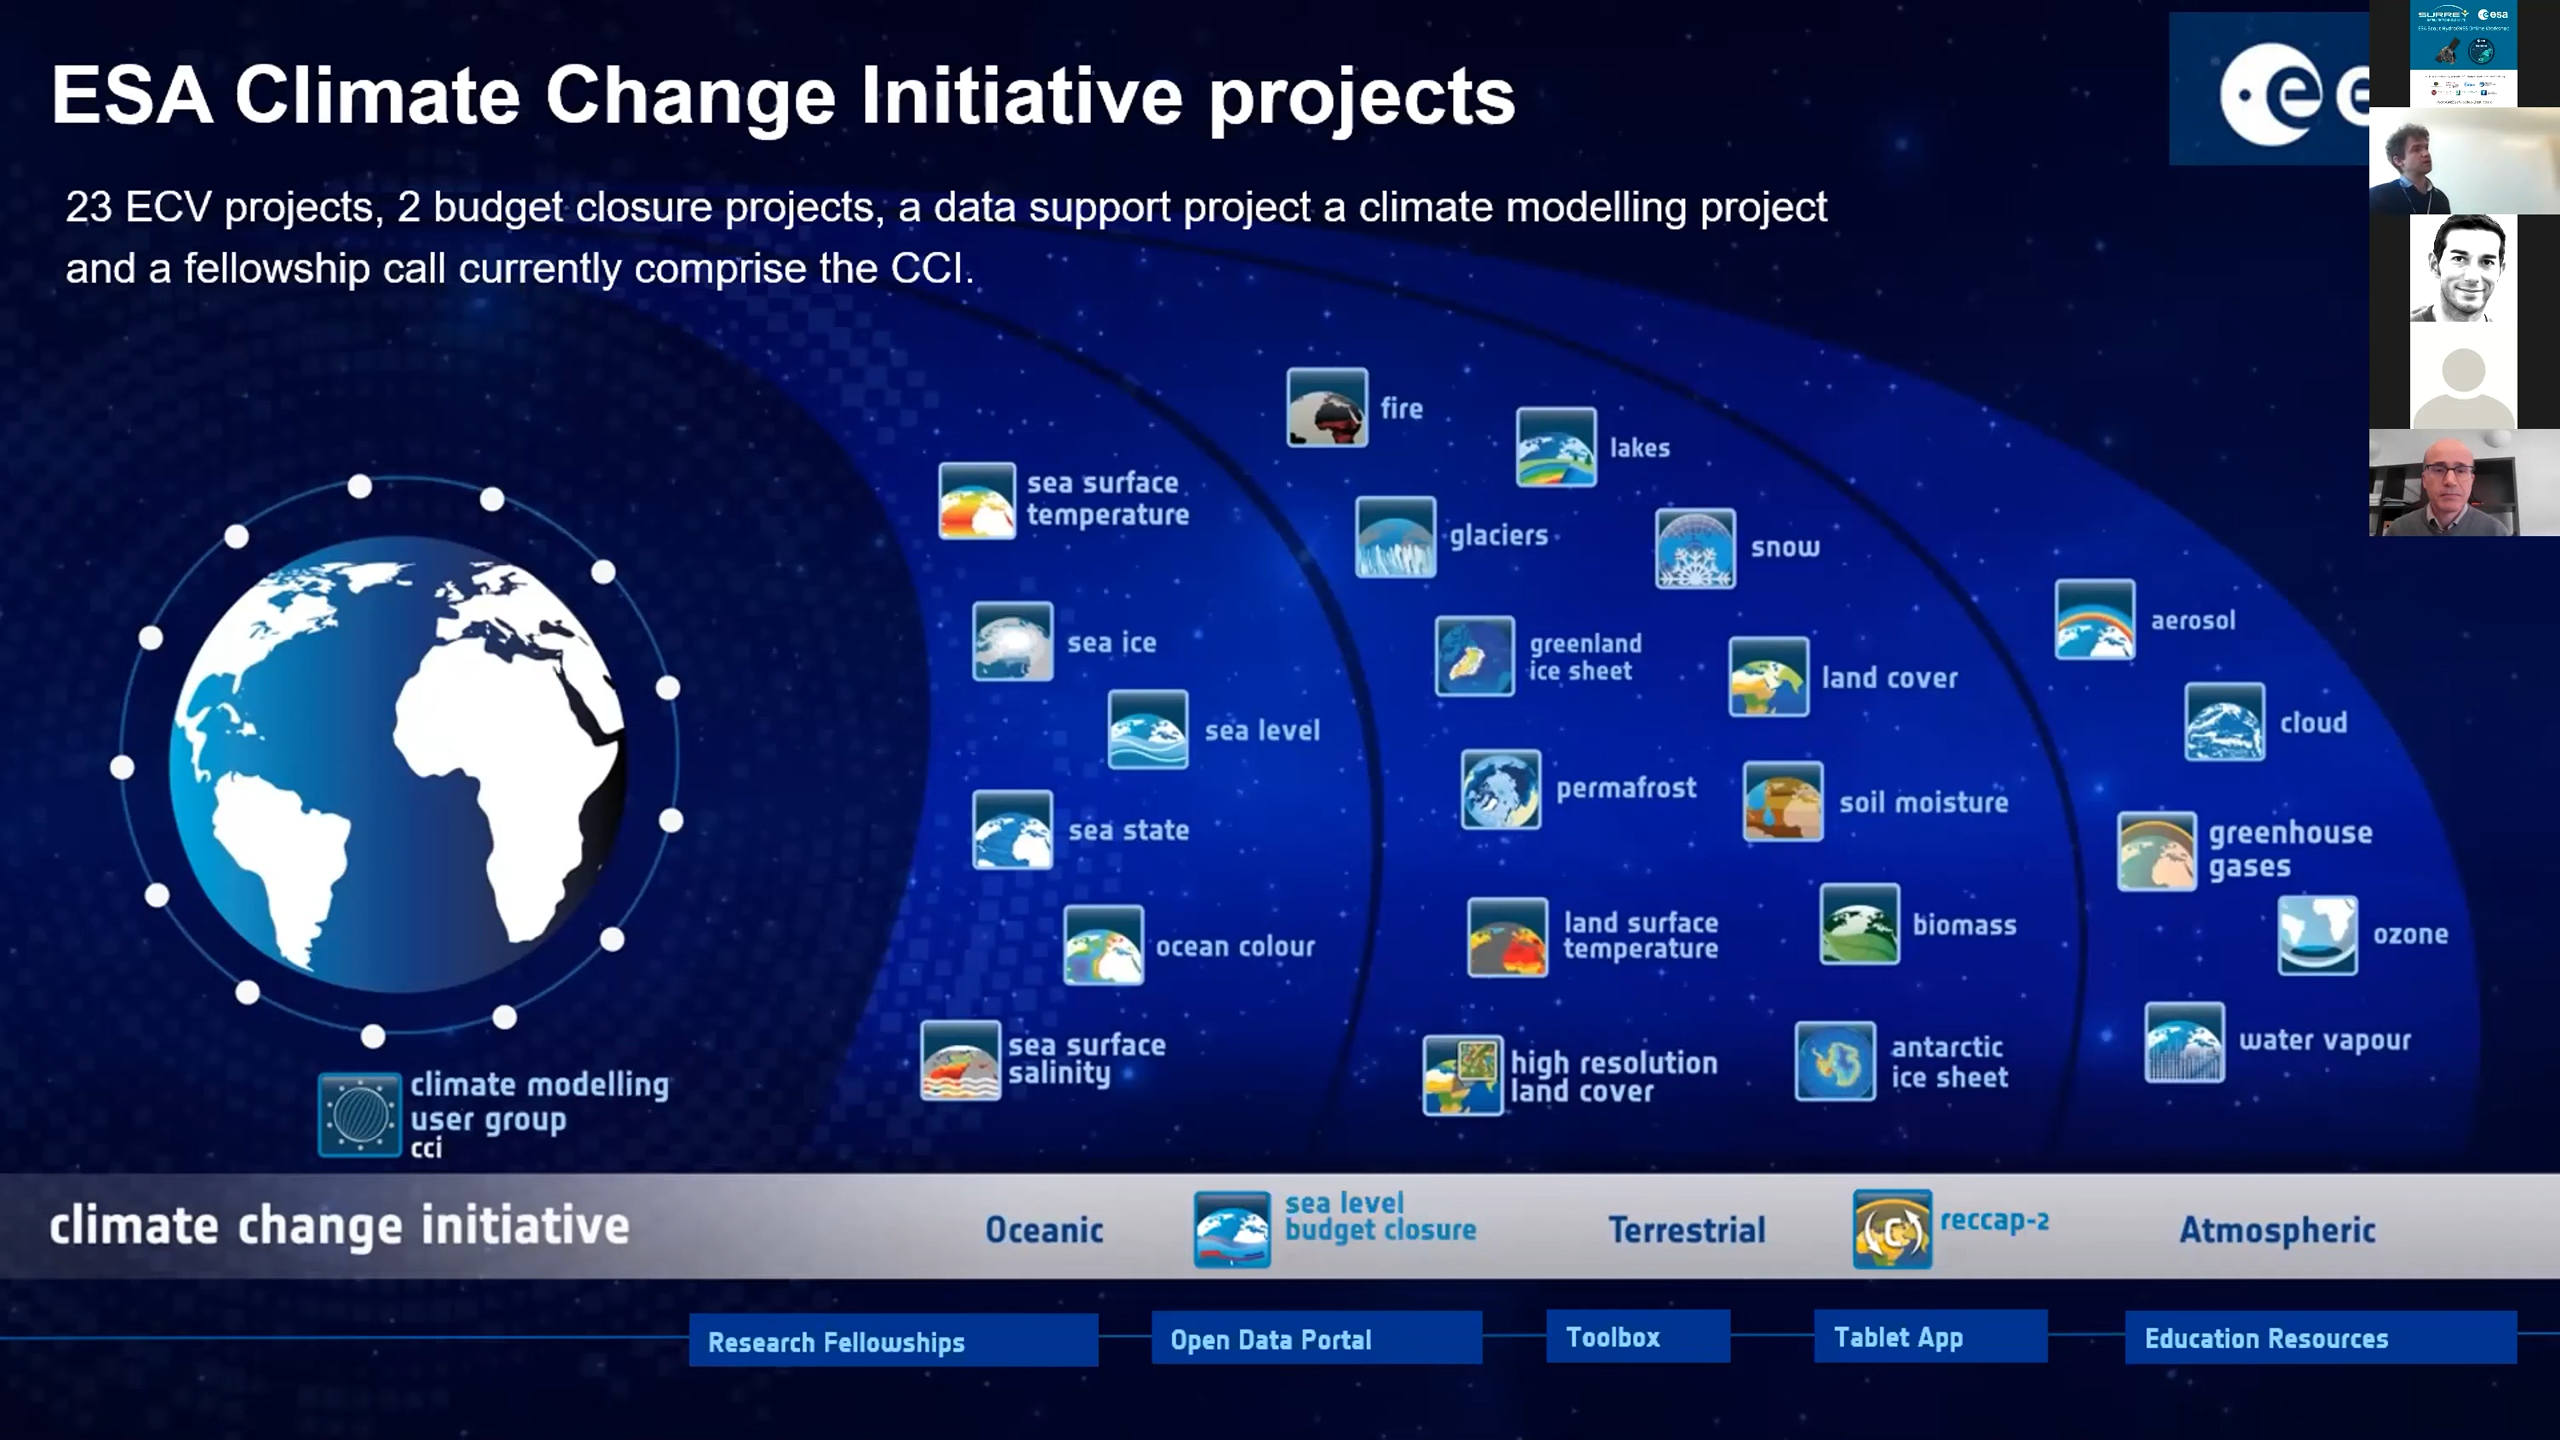 ESA Climate Change Initiative projects
23 ECV projects, 2 budget closure projects, a data support project a climate modelling project
and a fellowship call currently comprise the CCI.
SURREY
esa
fire
lakes
sea surface
temperature
glaciers
snow
aerosol
sea ice
greenland
ice sheet
land cover
sea level
cloud
permafrost
soil moisture
sea state
greenhouse
gases
ocean colour
land surface
temperature
biomass
ozone
sea surface
salinity
high resolution
land cover
antarctic
ice sheet
water vapour
climate modelling
user group
cci
climate change initiative
Oceanic
sea level
budget closure
Terrestrial
C
reccap-2
Atmospheric
Research Fellowships
Open Data Portal
Toolbox
Tablet App
Education Resources